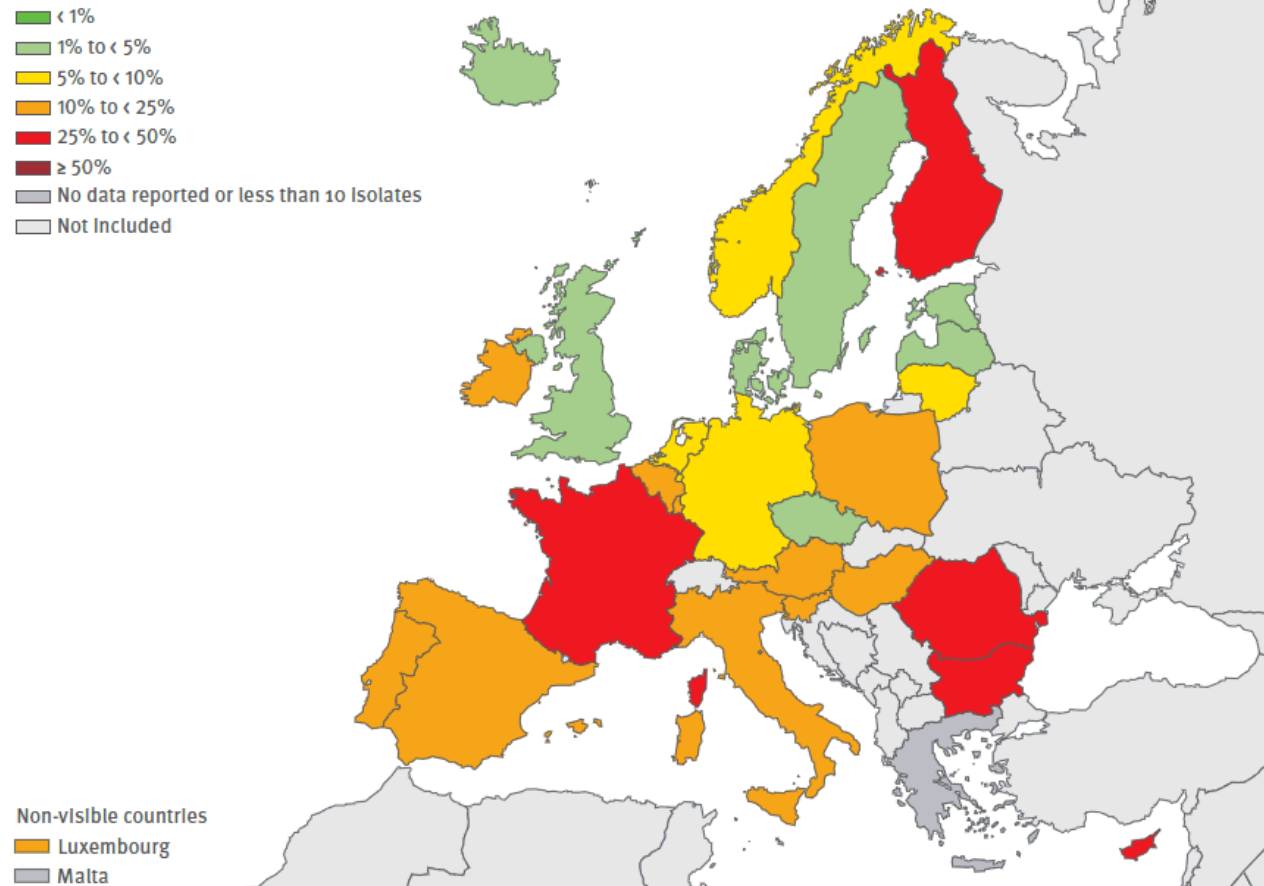 < 1%
1% to < 5%
5% to < 10%
10% to < 25%
25% to < 50%
≥ 50%
No data reported or less than 10 Isolates
Not Included
Non-visible countries
Luxembourg
Malta